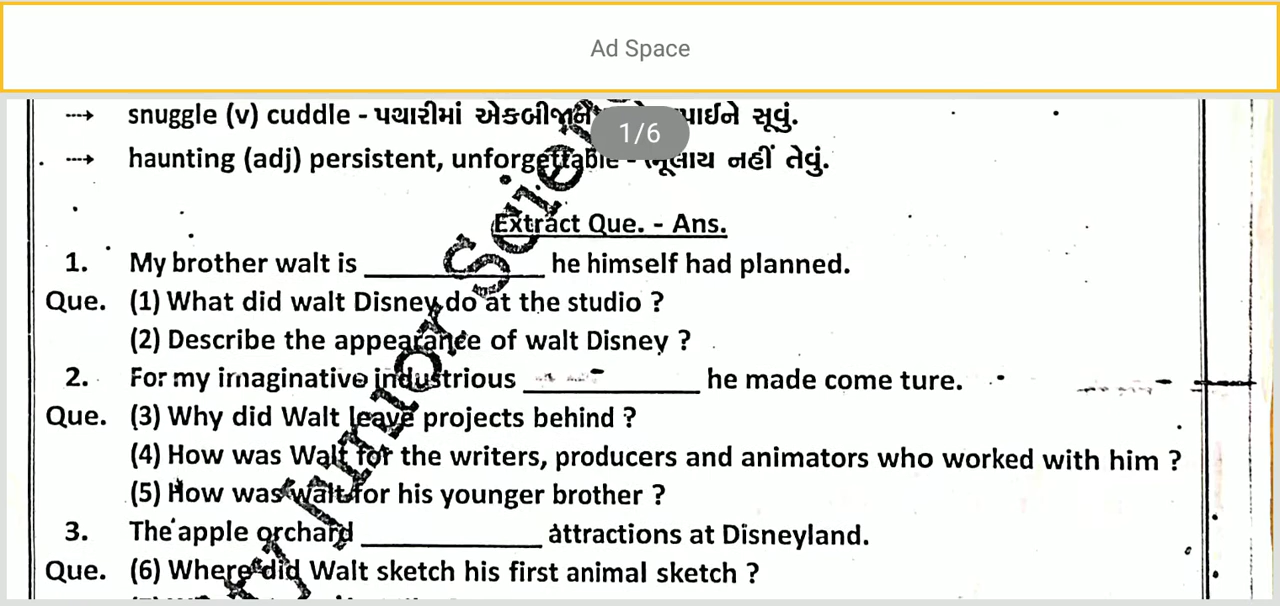 Ad Space
---→ snuggle (v) cuddle - પથારીમાં એકબીજાને સૂવું.
1/6
---→ haunting (adj) persistent, unforgettable - ભૂલાય નહીં તેવું.
Extract Que. - Ans.
1. My brother walt is ____________ he himself had planned.
Que. (1) What did walt Disney do at the studio ?
(2) Describe the appearance of walt Disney ?
2. For my imaginative industrious ____________ he made come ture.
Que. (3) Why did Walt leave projects behind ?
(4) How was Walt for the writers, producers and animators who worked with him ?
(5) How was walt for his younger brother ?
3. The apple orchard ____________ attractions at Disneyland.
Que. (6) Where did Walt sketch his first animal sketch ?